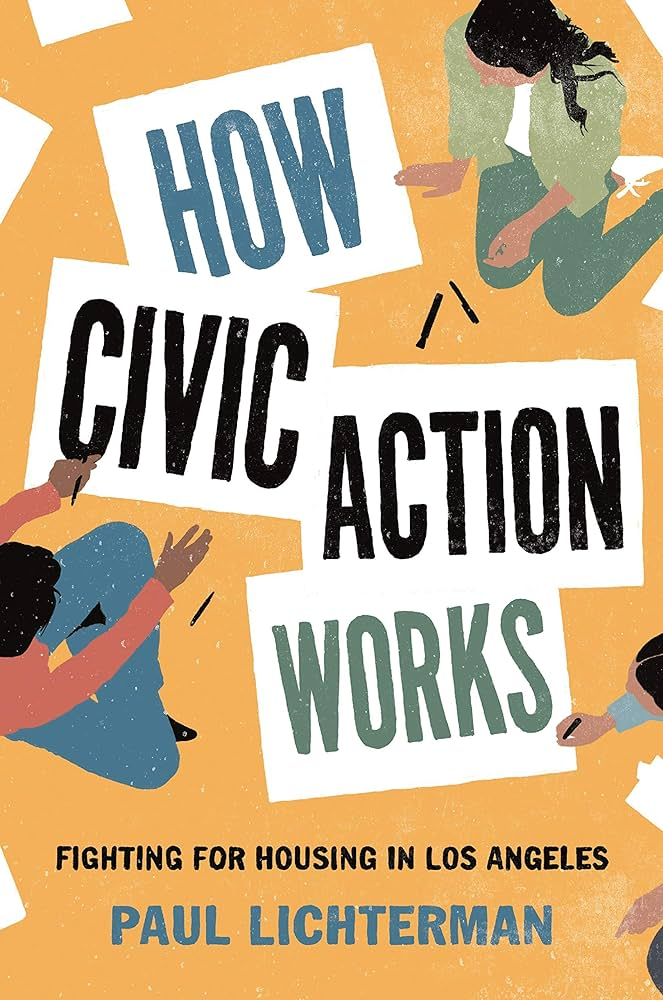 HOW
CIVIC
ACTION
WORKS
FIGHTING FOR HOUSING IN LOS ANGELES
PAUL LICHTERMAN